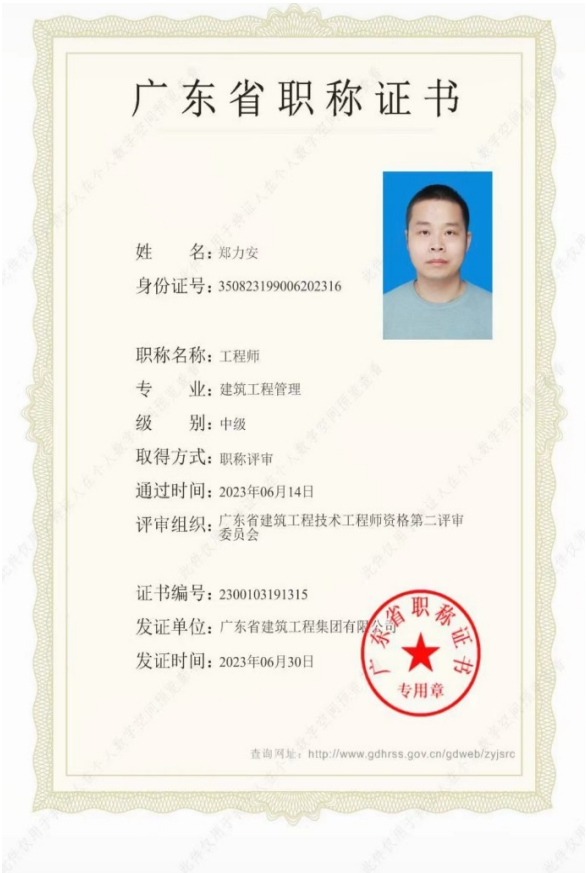 广东省职称证书
姓 名：郑力安
身份证号：350823199006202316
职称名称：工程师
专 业：建筑工程管理
级 别：中级
取得方式：职称评审
通过时间：2023年06月14日
评审组织：广东省建筑工程技术工程师资格第二评审
委员会
证书编号：2300103191315
发证单位：广东省建筑工程集团有限公司
发证时间：2023年06月30日
广东省职称证书
专用章
查询网址：http://www.gdhrss.gov.cn/gdweb/zyjsrc